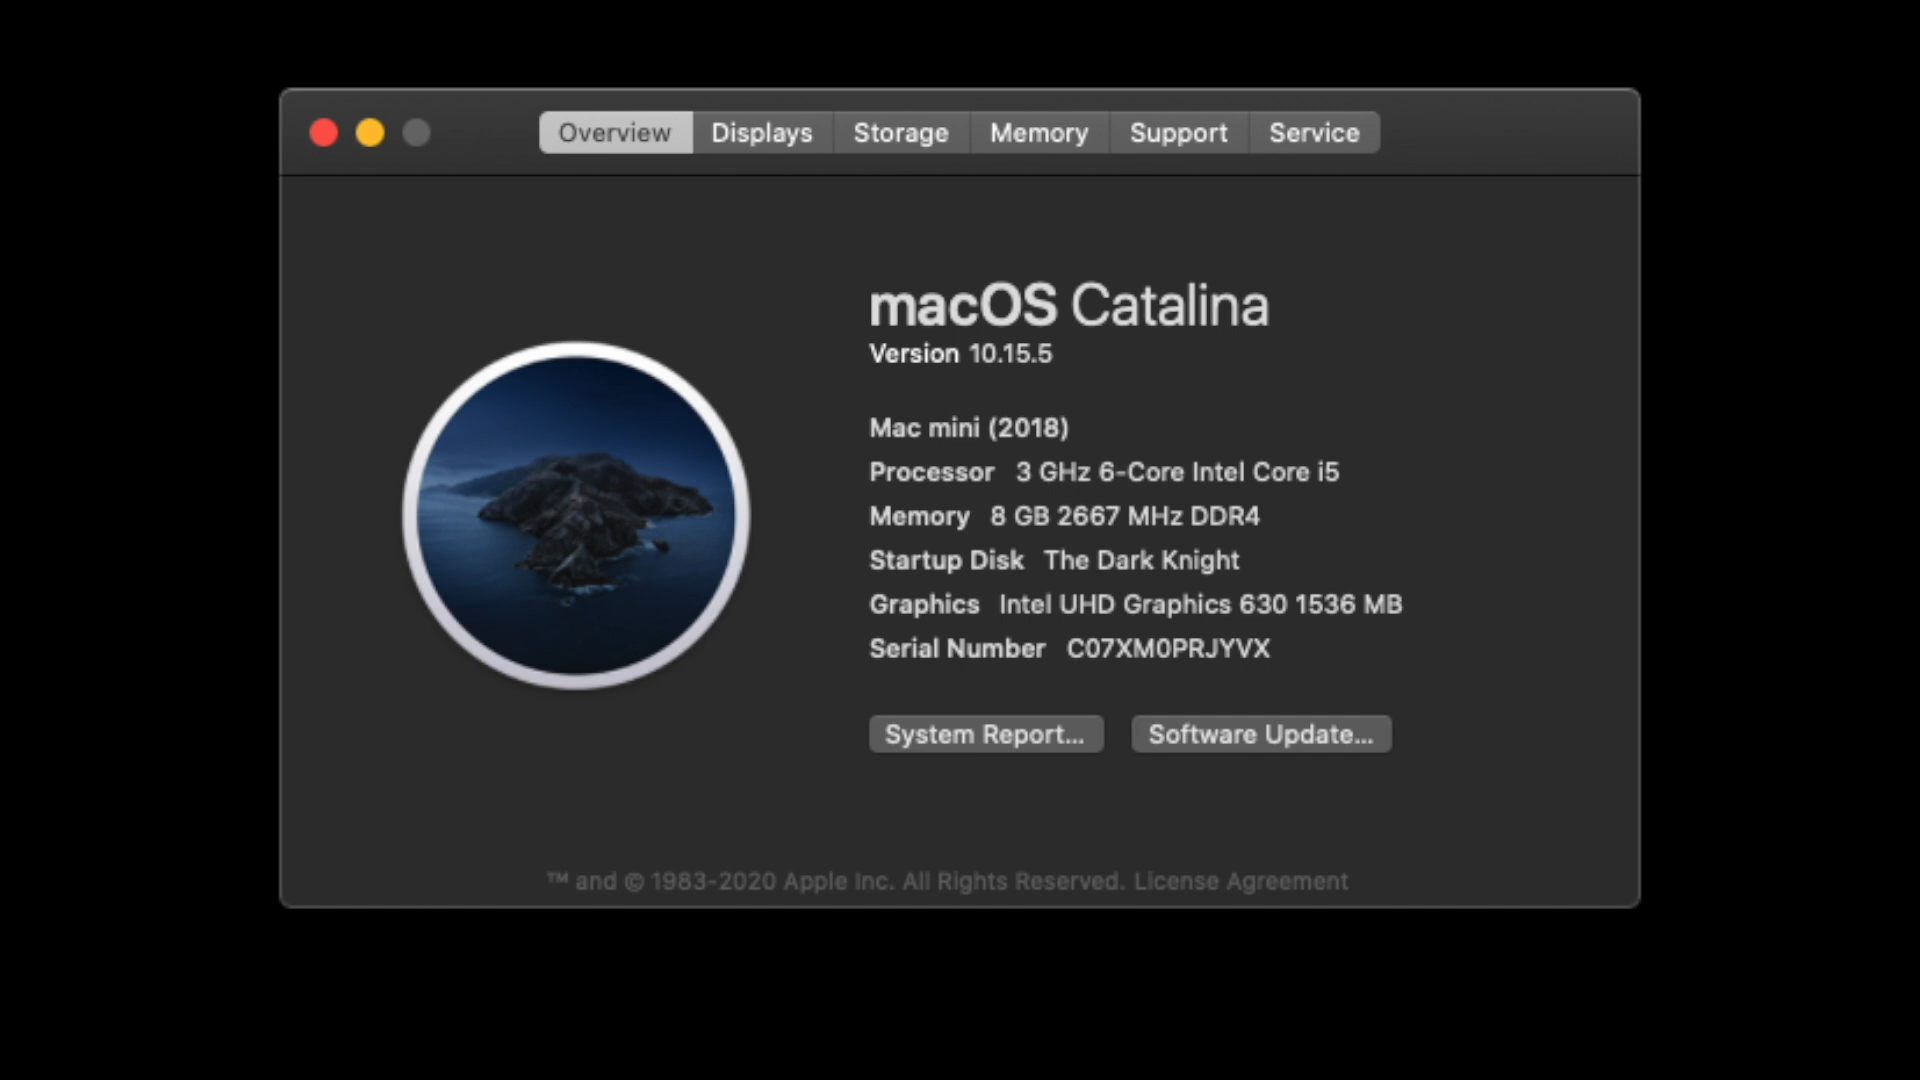 Overview Displays Storage Memory Support Service
macOS Catalina
Version 10.15.5
Mac mini (2018)
Processor 3 GHz 6-Core Intel Core i5
Memory 8 GB 2667 MHz DDR4
Startup Disk The Dark Knight
Graphics Intel UHD Graphics 630 1536 MB
Serial Number C07XM0PRJYVX
System Report... Software Update...
™ and © 1983-2020 Apple Inc. All Rights Reserved. License Agreement